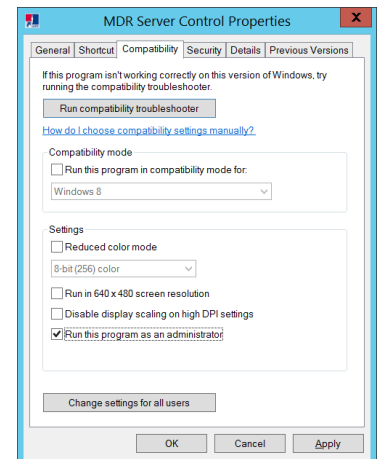 MDR Server Control Properties
X
General Shortcut Compatibility Security Details Previous Versions
If this program isn't working correctly on this version of Windows, try
running the compatibility troubleshooter.
Run compatibility troubleshooter
How do I choose compatibility settings manually?
Compatibility mode
Run this program in compatibility mode for:
Windows 8
Settings
Reduced color mode
8-bit (256) color
Run in 640 x 480 screen resolution
Disable display scaling on high DPI settings
Run this program as an administrator
Change settings for all users
OK Cancel Apply